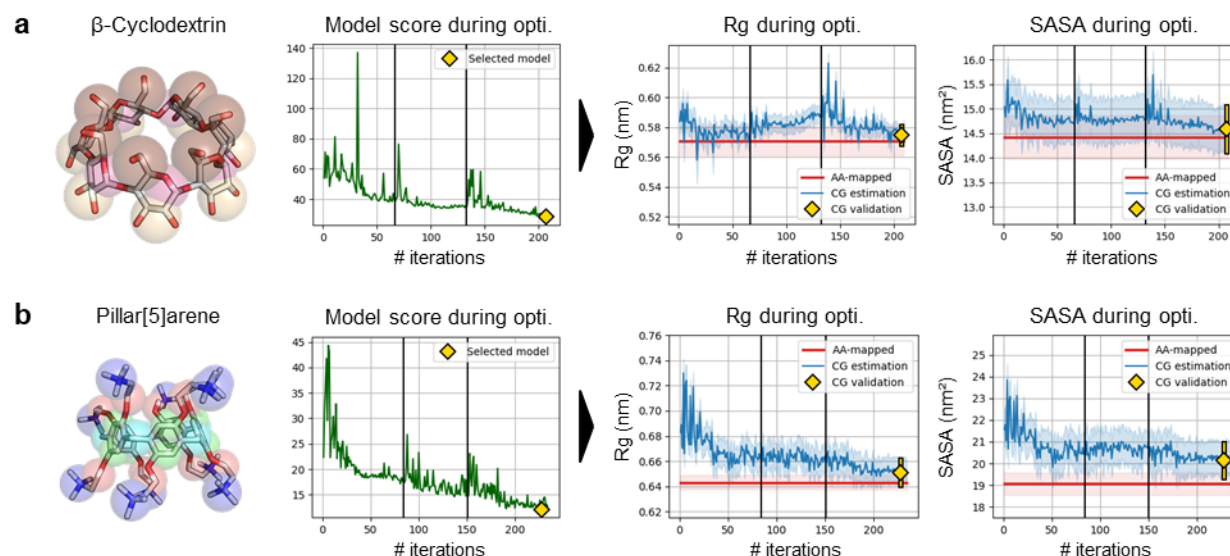 a
β-Cyclodextrin
Model score during opti.
140
120
100
80
60
40
0
50
100
150
200
Selected model
# iterations
Rg during opti.
Rg (nm)
0.62
0.60
0.58
0.56
0.54
0.52
0
50
100
150
200
AA-mapped
CG estimation
CG validation
# iterations
SASA during opti.
SASA (nm²)
16.0
15.5
15.0
14.5
14.0
13.5
13.0
0
50
100
150
200
AA-mapped
CG estimation
CG validation
# iterations
b
Pillar[5]arene
Model score during opti.
45
40
35
30
25
20
15
0
50
100
150
200
Selected model
# iterations
Rg during opti.
Rg (nm)
0.76
0.74
0.72
0.70
0.68
0.66
0.64
0.62
0
50
100
150
200
AA-mapped
CG estimation
CG validation
# iterations
SASA during opti.
SASA (nm²)
25
24
23
22
21
20
19
18
0
50
100
150
200
AA-mapped
CG estimation
CG validation
# iterations